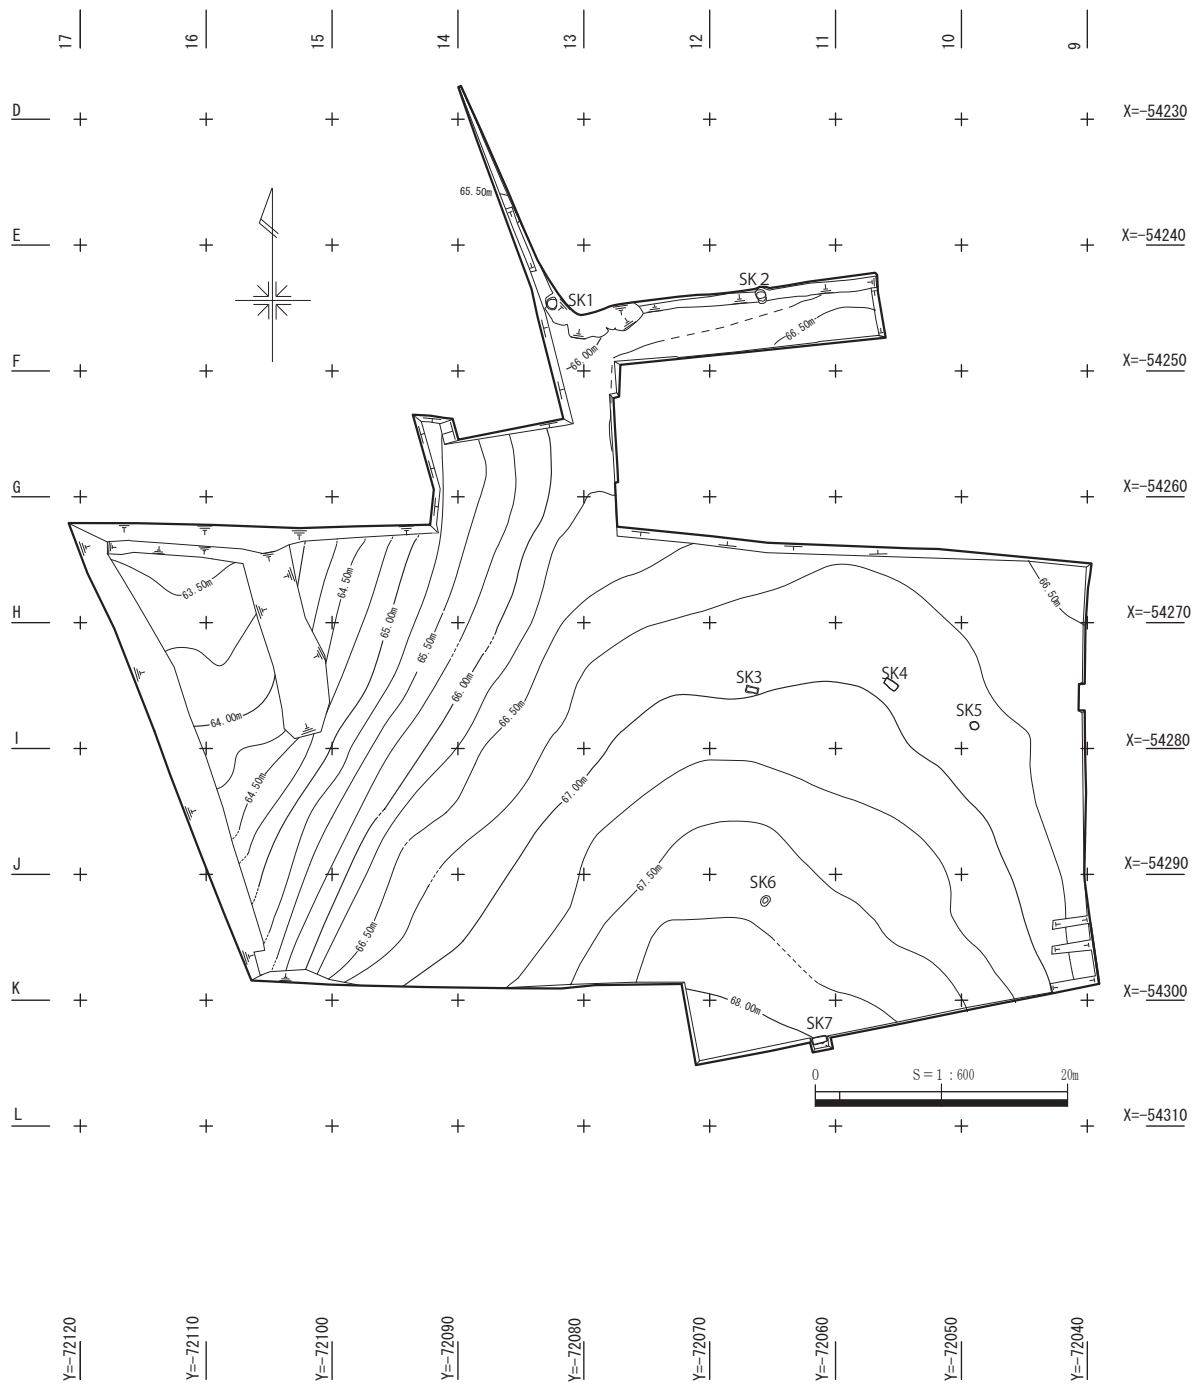 17 16 15 14 13 12 11 10 9
D X=-54230
65.50m
E X=-54240
SK2
SK1
66.50m
66.00m
F X=-54250
G X=-54260
63.50m
64.50m
66.50m
H X=-54270
65.00m
65.50m
66.00m
SK3
SK4
66.50m
SK5
64.00m
I X=-54280
64.50m
67.00m
J X=-54290
67.50m
SK6
66.50m
K X=-54300
68.00m
SK7
0 S=1:600 20m
L X=-54310
Y=-72120 Y=-72110 Y=-72100 Y=-72090 Y=-72080 Y=-72070 Y=-72060 Y=-72050 Y=-72040